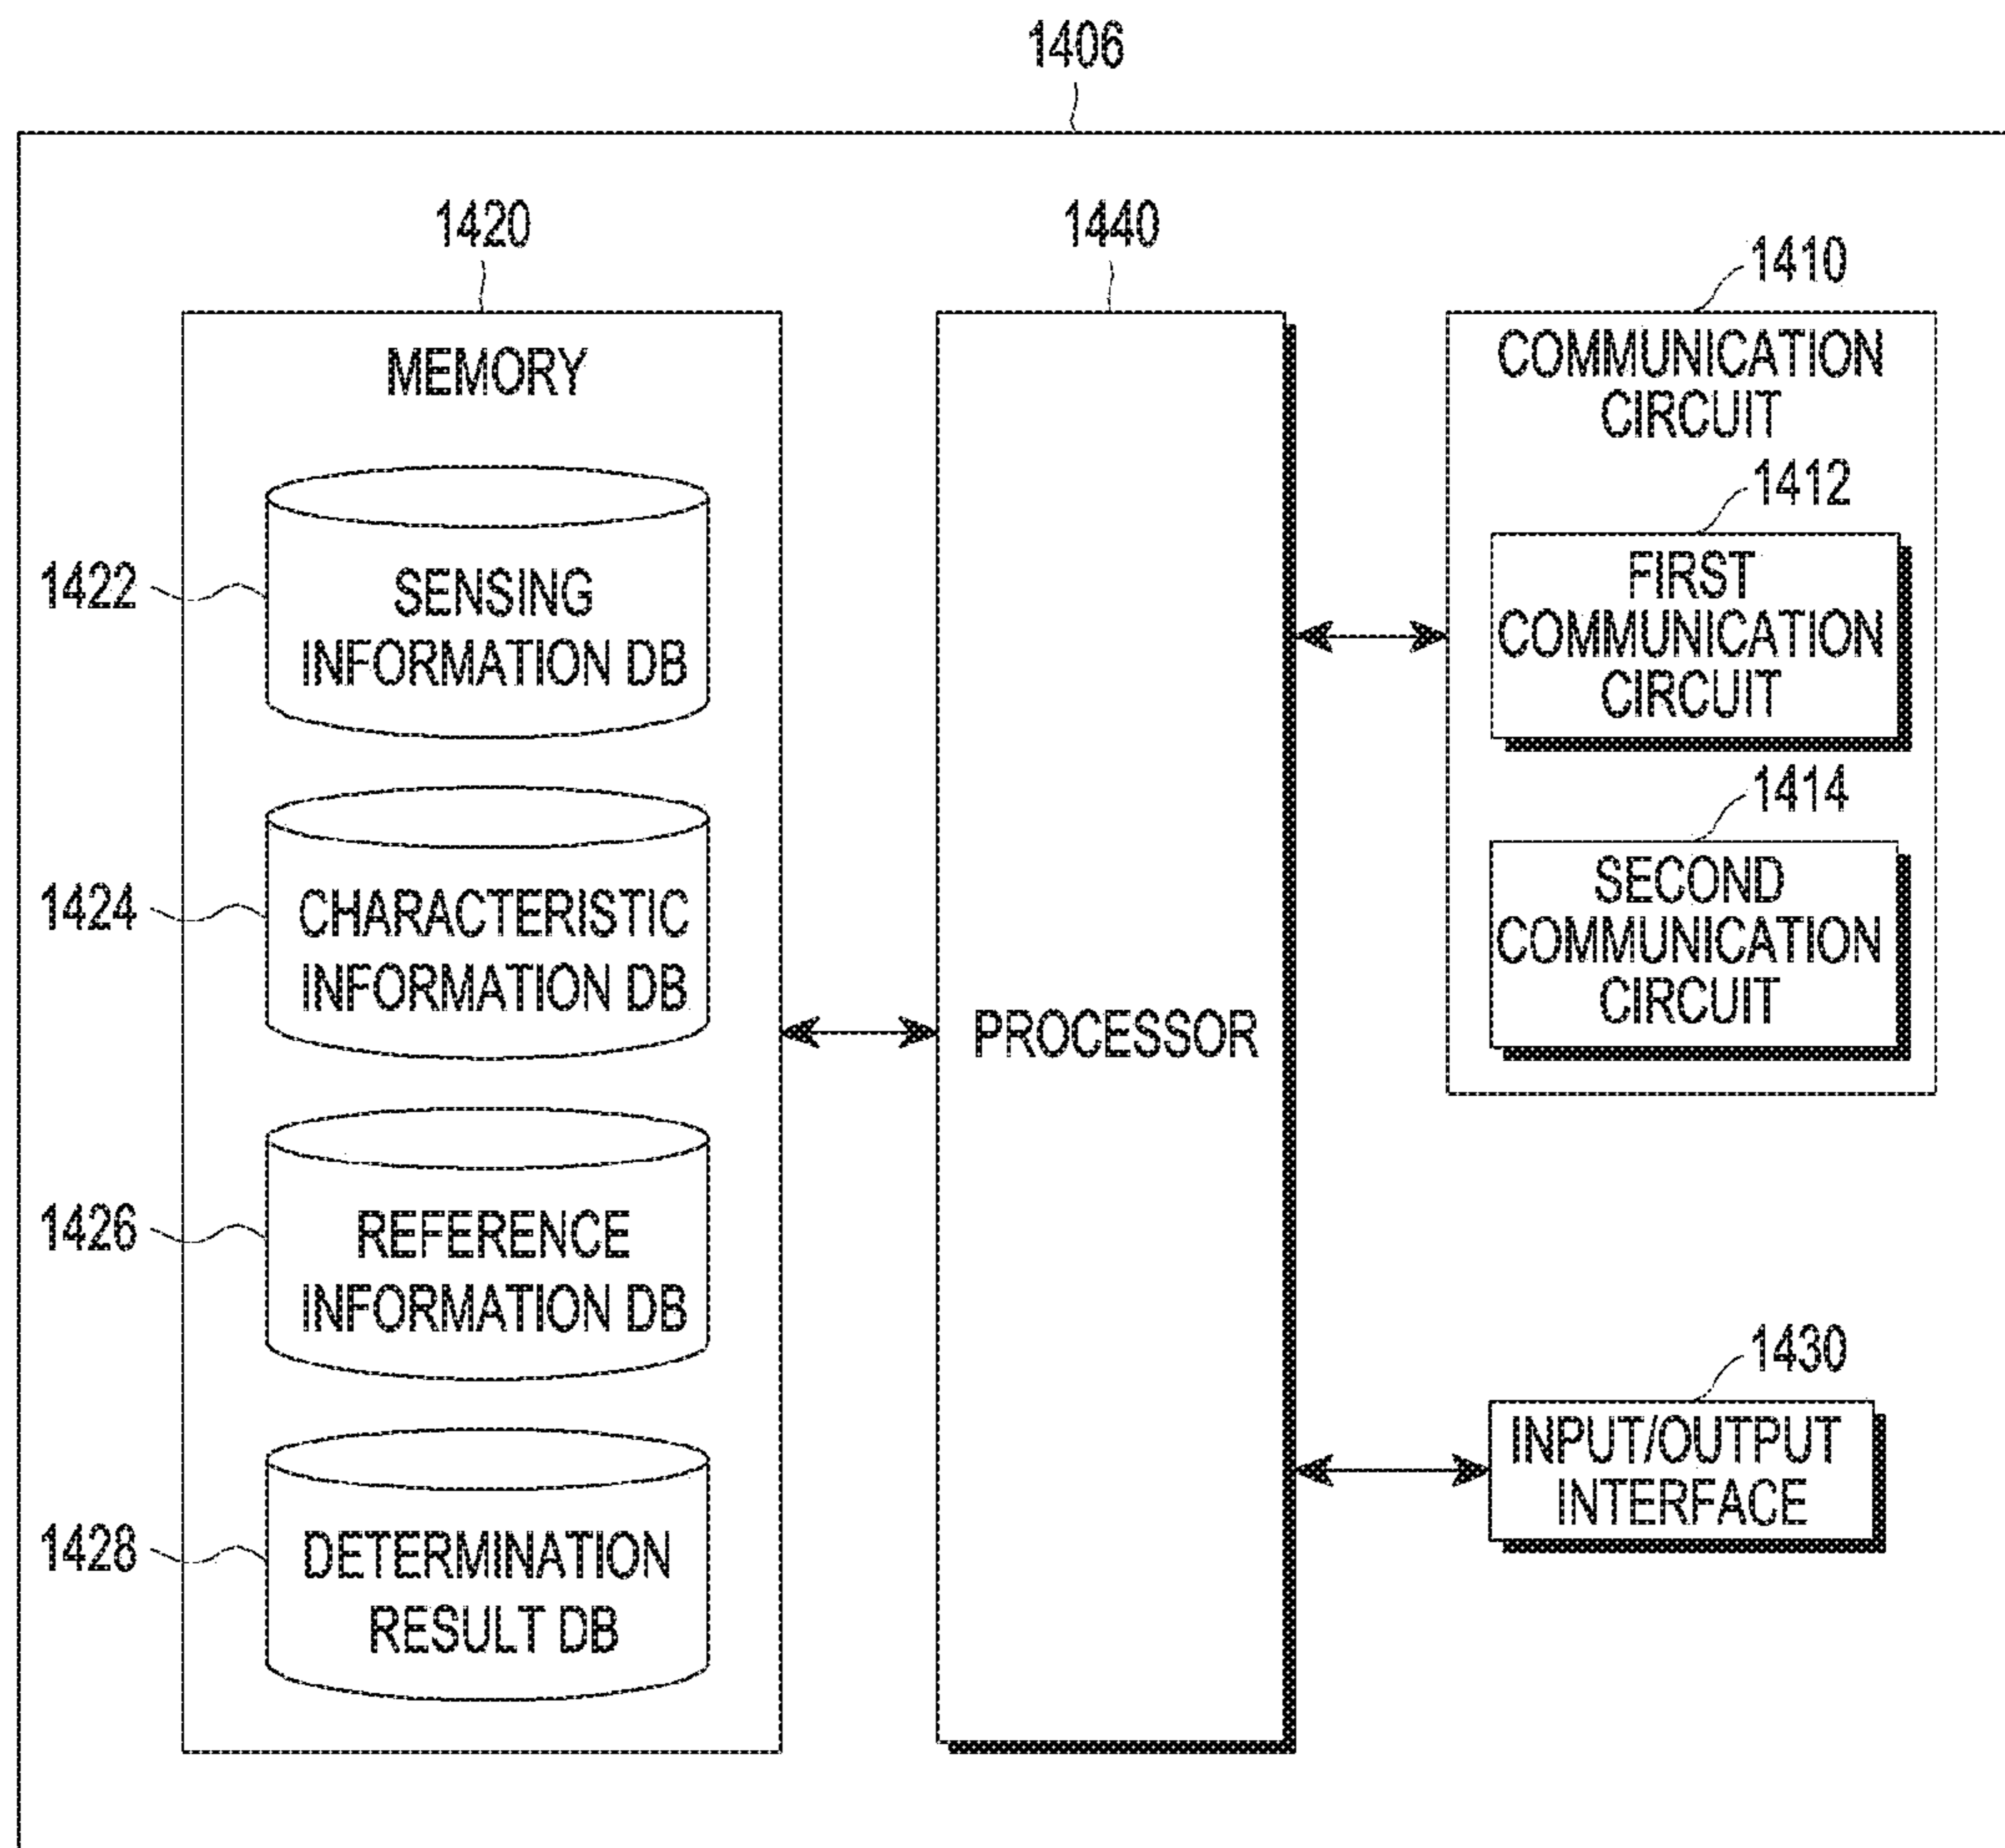 1406
1420
1440
1410
MEMORY
COMMUNICATION
CIRCUIT
1412
FIRST
COMMUNICATION
CIRCUIT
1422
SENSING
INFORMATION DB
1414
SECOND
COMMUNICATION
CIRCUIT
1424
CHARACTERISTIC
INFORMATION DB
PROCESSOR
1426
REFERENCE
INFORMATION DB
1430
INPUT/OUTPUT
INTERFACE
1428
DETERMINATION
RESULT DB